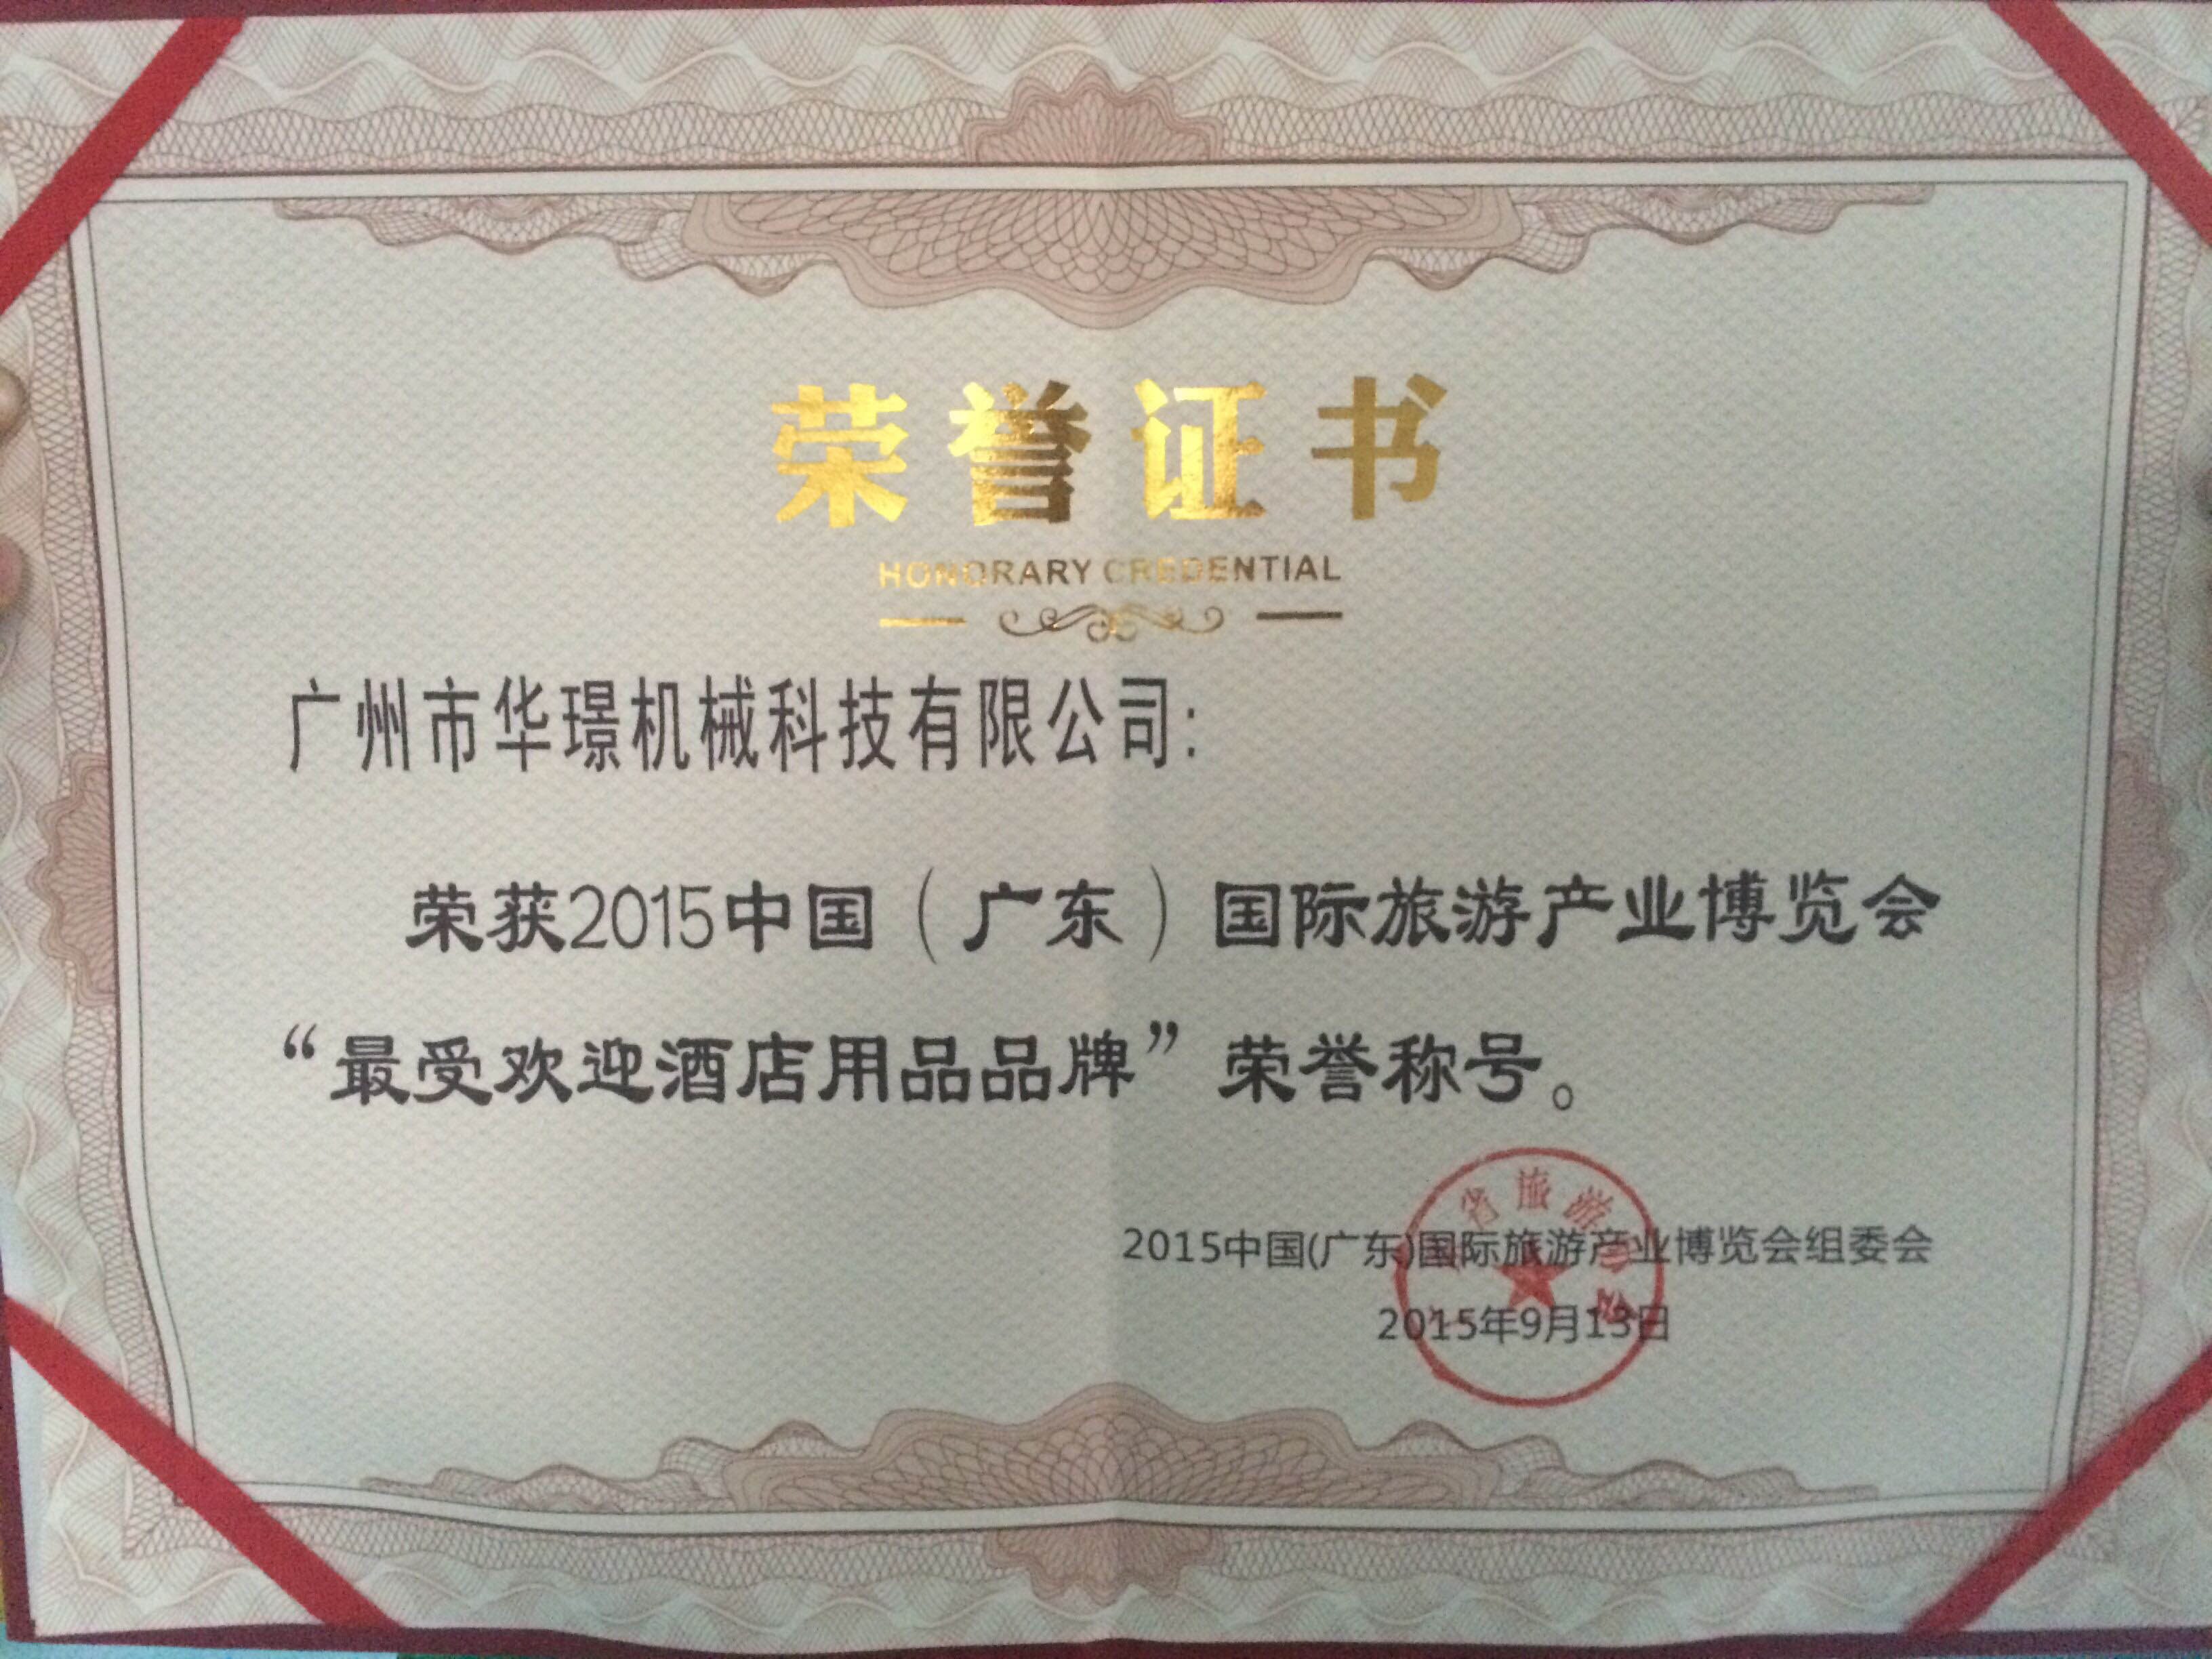 荣誉证书
HONORARY CREDENTIAL
广州市华璟机械科技有限公司:
荣获2015中国（广东）国际旅游产业博览会
“最受欢迎酒店用品品牌”荣誉称号。
省旅游
2015中国(广东)国际旅游产业博览会组委会
2015年9月13日